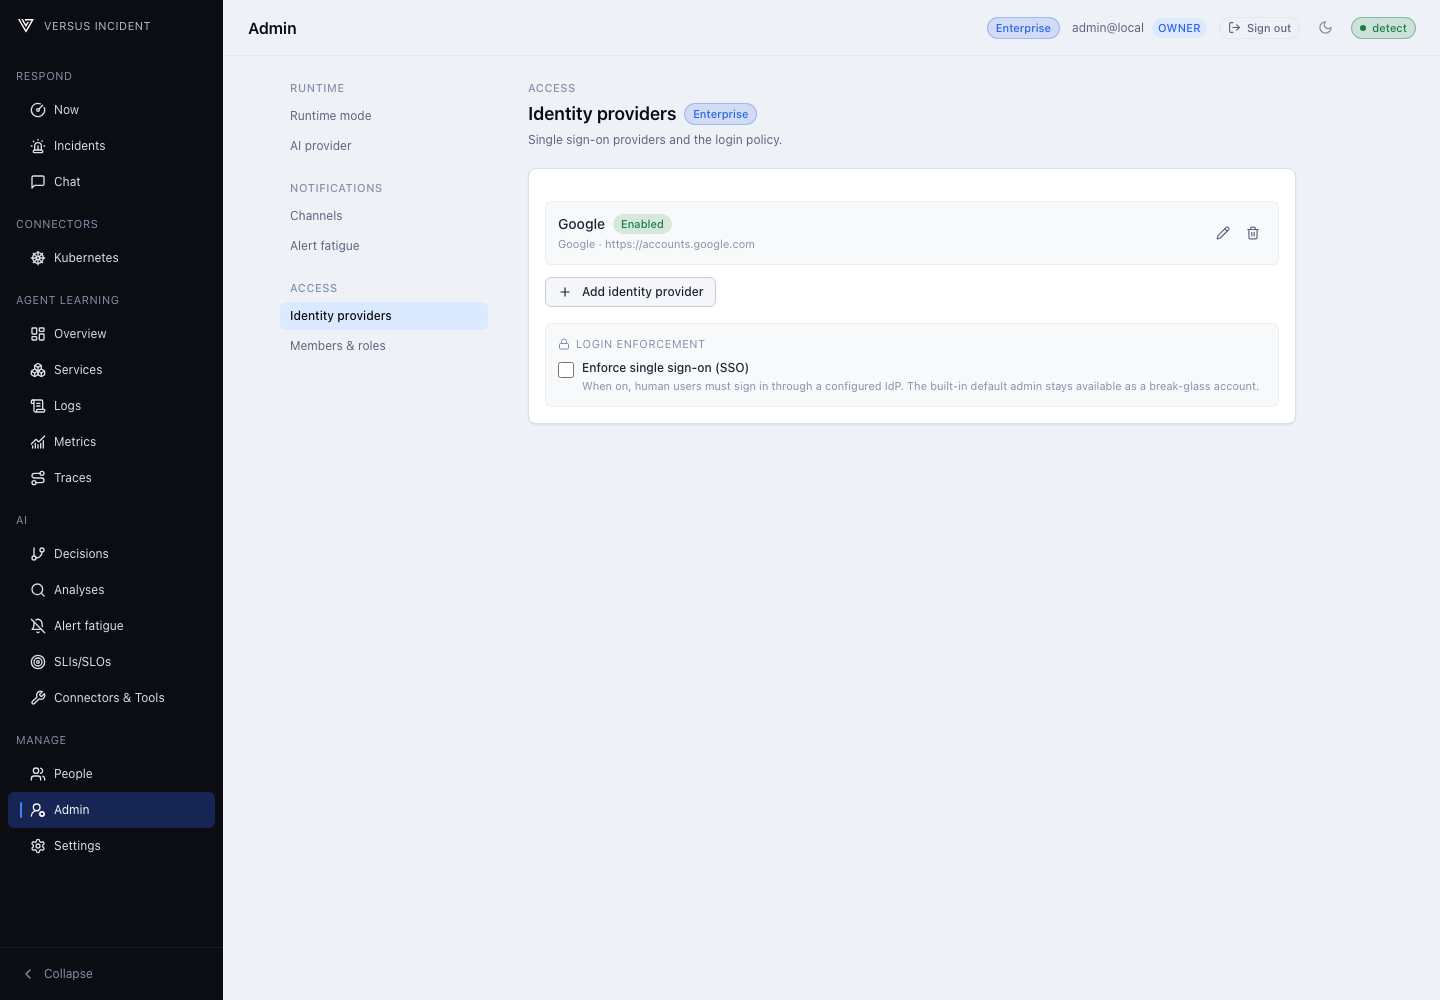 VERSUS INCIDENT
RESPOND
Now
Incidents
Chat
CONNECTORS
Kubernetes
AGENT LEARNING
Overview
Services
Logs
Metrics
Traces
AI
Decisions
Analyses
Alert fatigue
SLIs/SLOs
Connectors & Tools
MANAGE
People
Admin
Settings
Collapse
Admin
Enterprise
admin@local OWNER
Sign out
detect
RUNTIME
Runtime mode
AI provider
NOTIFICATIONS
Channels
Alert fatigue
ACCESS
Identity providers
Members & roles
ACCESS
Identity providers Enterprise
Single sign-on providers and the login policy.
Google Enabled
Google · https://accounts.google.com
Add identity provider
LOGIN ENFORCEMENT
Enforce single sign-on (SSO)
When on, human users must sign in through a configured IdP. The built-in default admin stays available as a break-glass account.